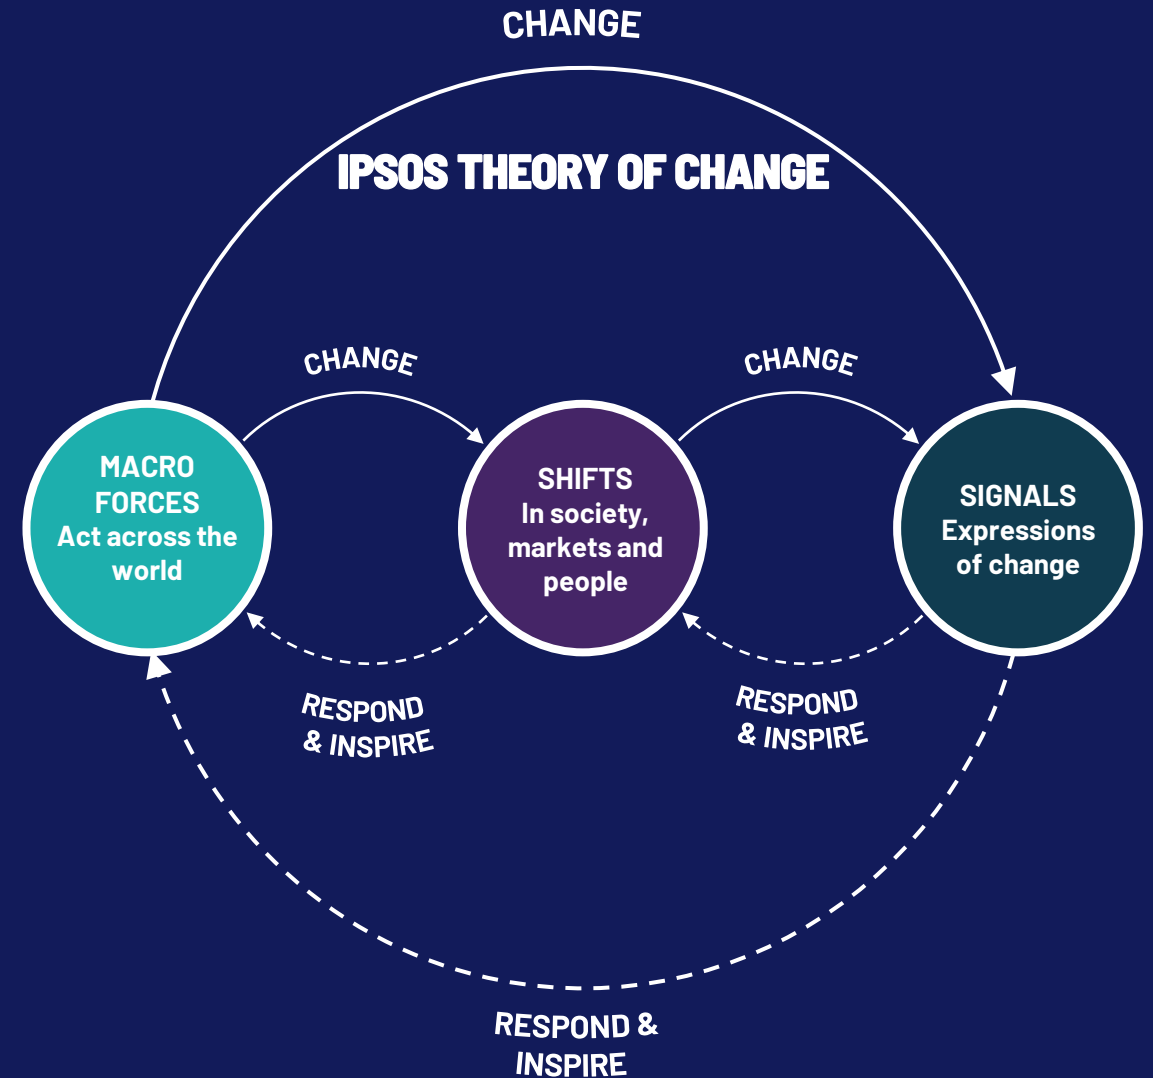 CHANGE
IPSOS THEORY OF CHANGE
CHANGE
CHANGE
MACRO
FORCES
Act across the
world
SHIFTS
In society,
markets and
people
SIGNALS
Expressions
of change
RESPOND
& INSPIRE
RESPOND
& INSPIRE
RESPOND &
INSPIRE